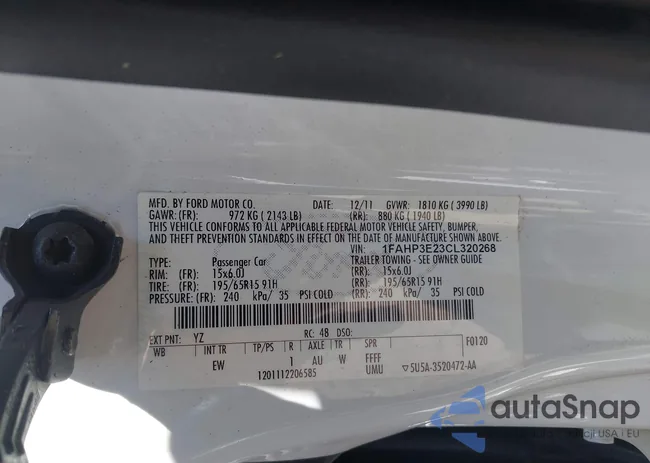 MFD. BY FORD MOTOR CO. DATE: 12/11 GVWR: 1810 KG ( 3990 LB)
GAWR: (FR): 972 KG ( 2143 LB) (RR): 880 KG ( 1940 LB)
THIS VEHICLE CONFORMS TO ALL APPLICABLE FEDERAL MOTOR VEHICLE SAFETY, BUMPER,
AND THEFT PREVENTION STANDARDS IN EFFECT ON THE DATE OF MANUFACTURE SHOWN ABOVE.
VIN: 1FAHP3E23CL320268
TYPE: Passenger Car TRAILER TOWING - SEE OWNER GUIDE
RIM: (FR): 15x6.0J (RR): 15x6.0J
TIRE: (FR): 195/65R15 91H (RR): 195/65R15 91H
PRESSURE: (FR): 240 kPa/ 35 PSI COLD (RR): 240 kPa/ 35 PSI COLD
EXT PNT: YZ RC: 48 DSO: F0120
WB INT TR TP/PS R AXLE TR SPR
EW 1 AU W FFFF
UMU
1201112206585 5U5A-3520472-AA
autoSnap
USA | EU